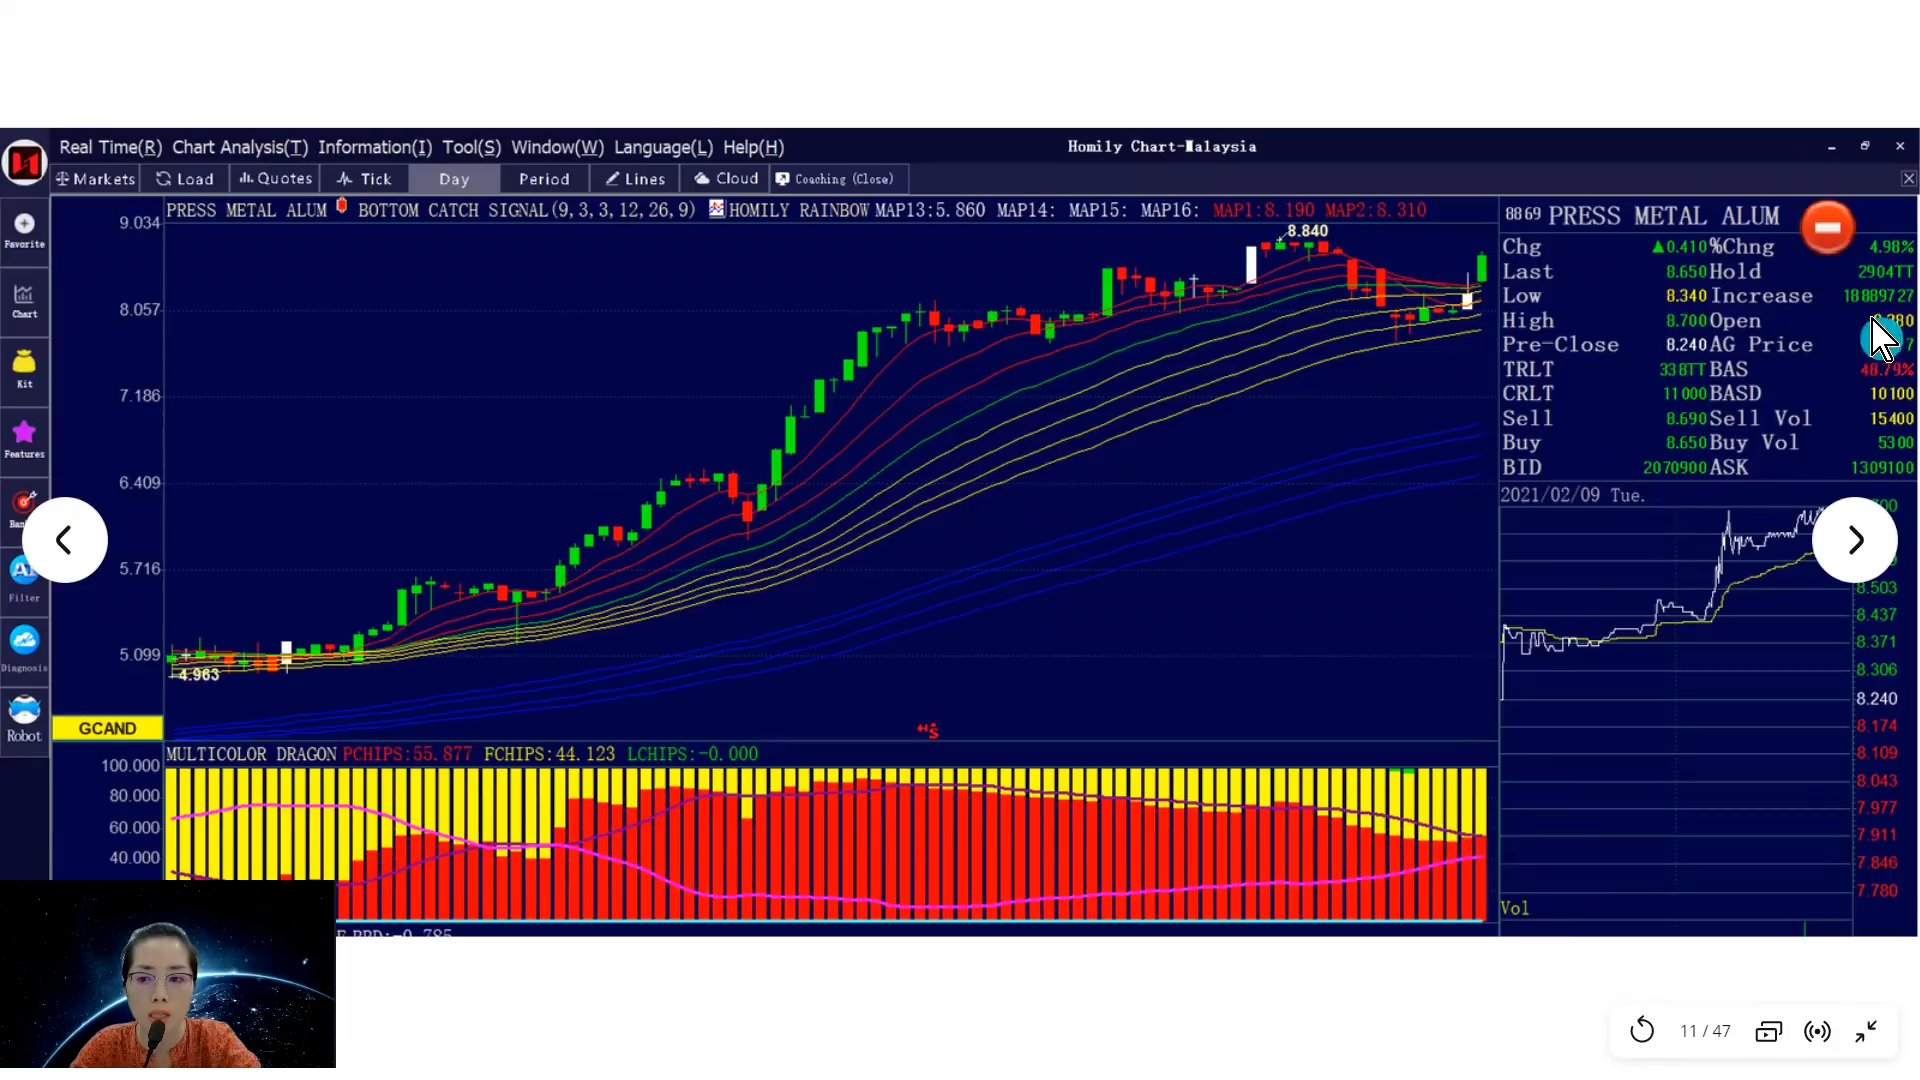 Real Time(R) Chart Analysis(T) Information(I) Tool(S) Window(W) Language(L) Help(H)
Homily Chart-Malaysia
Markets Load Quotes Tick Day Period Lines Cloud Coaching (Close)
PRESS METAL ALUM BOTTOM CATCH SIGNAL(9,3,3,12,26,9) HOMILY RAINBOW MAP13:5.860 MAP14: MAP15: MAP16: MAP1:8.190 MAP2:8.310
9.034
8.057
7.186
6.409
5.716
5.099
8.840
4.963
Favorite
Chart
Kit
Features
Filter
Diagnosis
Robot
GCAND
MULTICOLOR DRAGON PCHIPS:55.877 FCHIPS:44.123 LCHIPS:-0.000
100.000
80.000
60.000
40.000
8869 PRESS METAL ALUM
Chg ▲0.410 %Chng 4.98%
Last 8.650 Hold 2904TT
Low 8.340 Increase 18889727
High 8.700 Open
Pre-Close 8.240 AG Price
TRLT 338TT BAS 48.79%
CRLT 11000 BASD 10100
Sell 8.690 Sell Vol 15400
Buy 8.650 Buy Vol 5300
BID 2070900 ASK 1309100
2021/02/09 Tue.
8.503
8.437
8.371
8.306
8.240
8.174
8.109
8.043
7.977
7.911
7.846
7.780
Vol
11 / 47